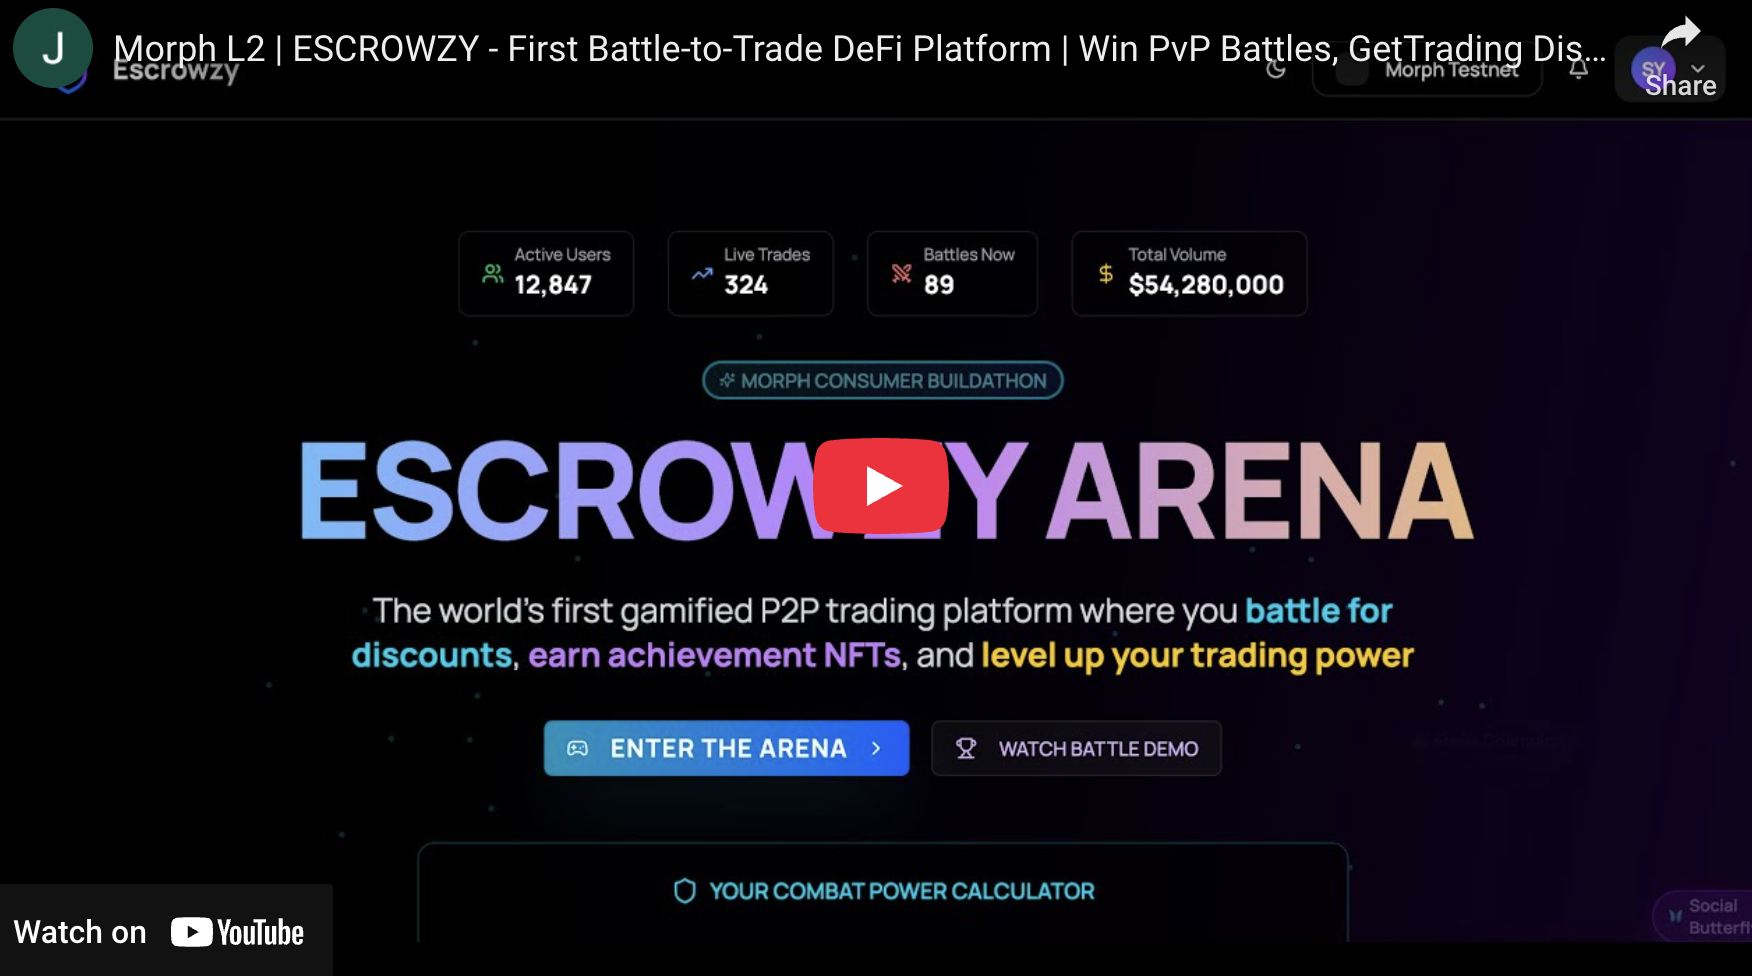 J
Morph L2 | ESCROWZY - First Battle-to-Trade DeFi Platform | Win PvP Battles, GetTrading Dis...
Share
Escrowzy
Morph Testnet
SY
Active Users
12,847
Live Trades
324
Battles Now
89
Total Volume
$54,280,000
MORPH CONSUMER BUILDATHON
ESCROWZY ARENA
The world's first gamified P2P trading platform where you battle for
discounts, earn achievement NFTs, and level up your trading power
ENTER THE ARENA
WATCH BATTLE DEMO
YOUR COMBAT POWER CALCULATOR
Social
Butterfl
Watch on YouTube